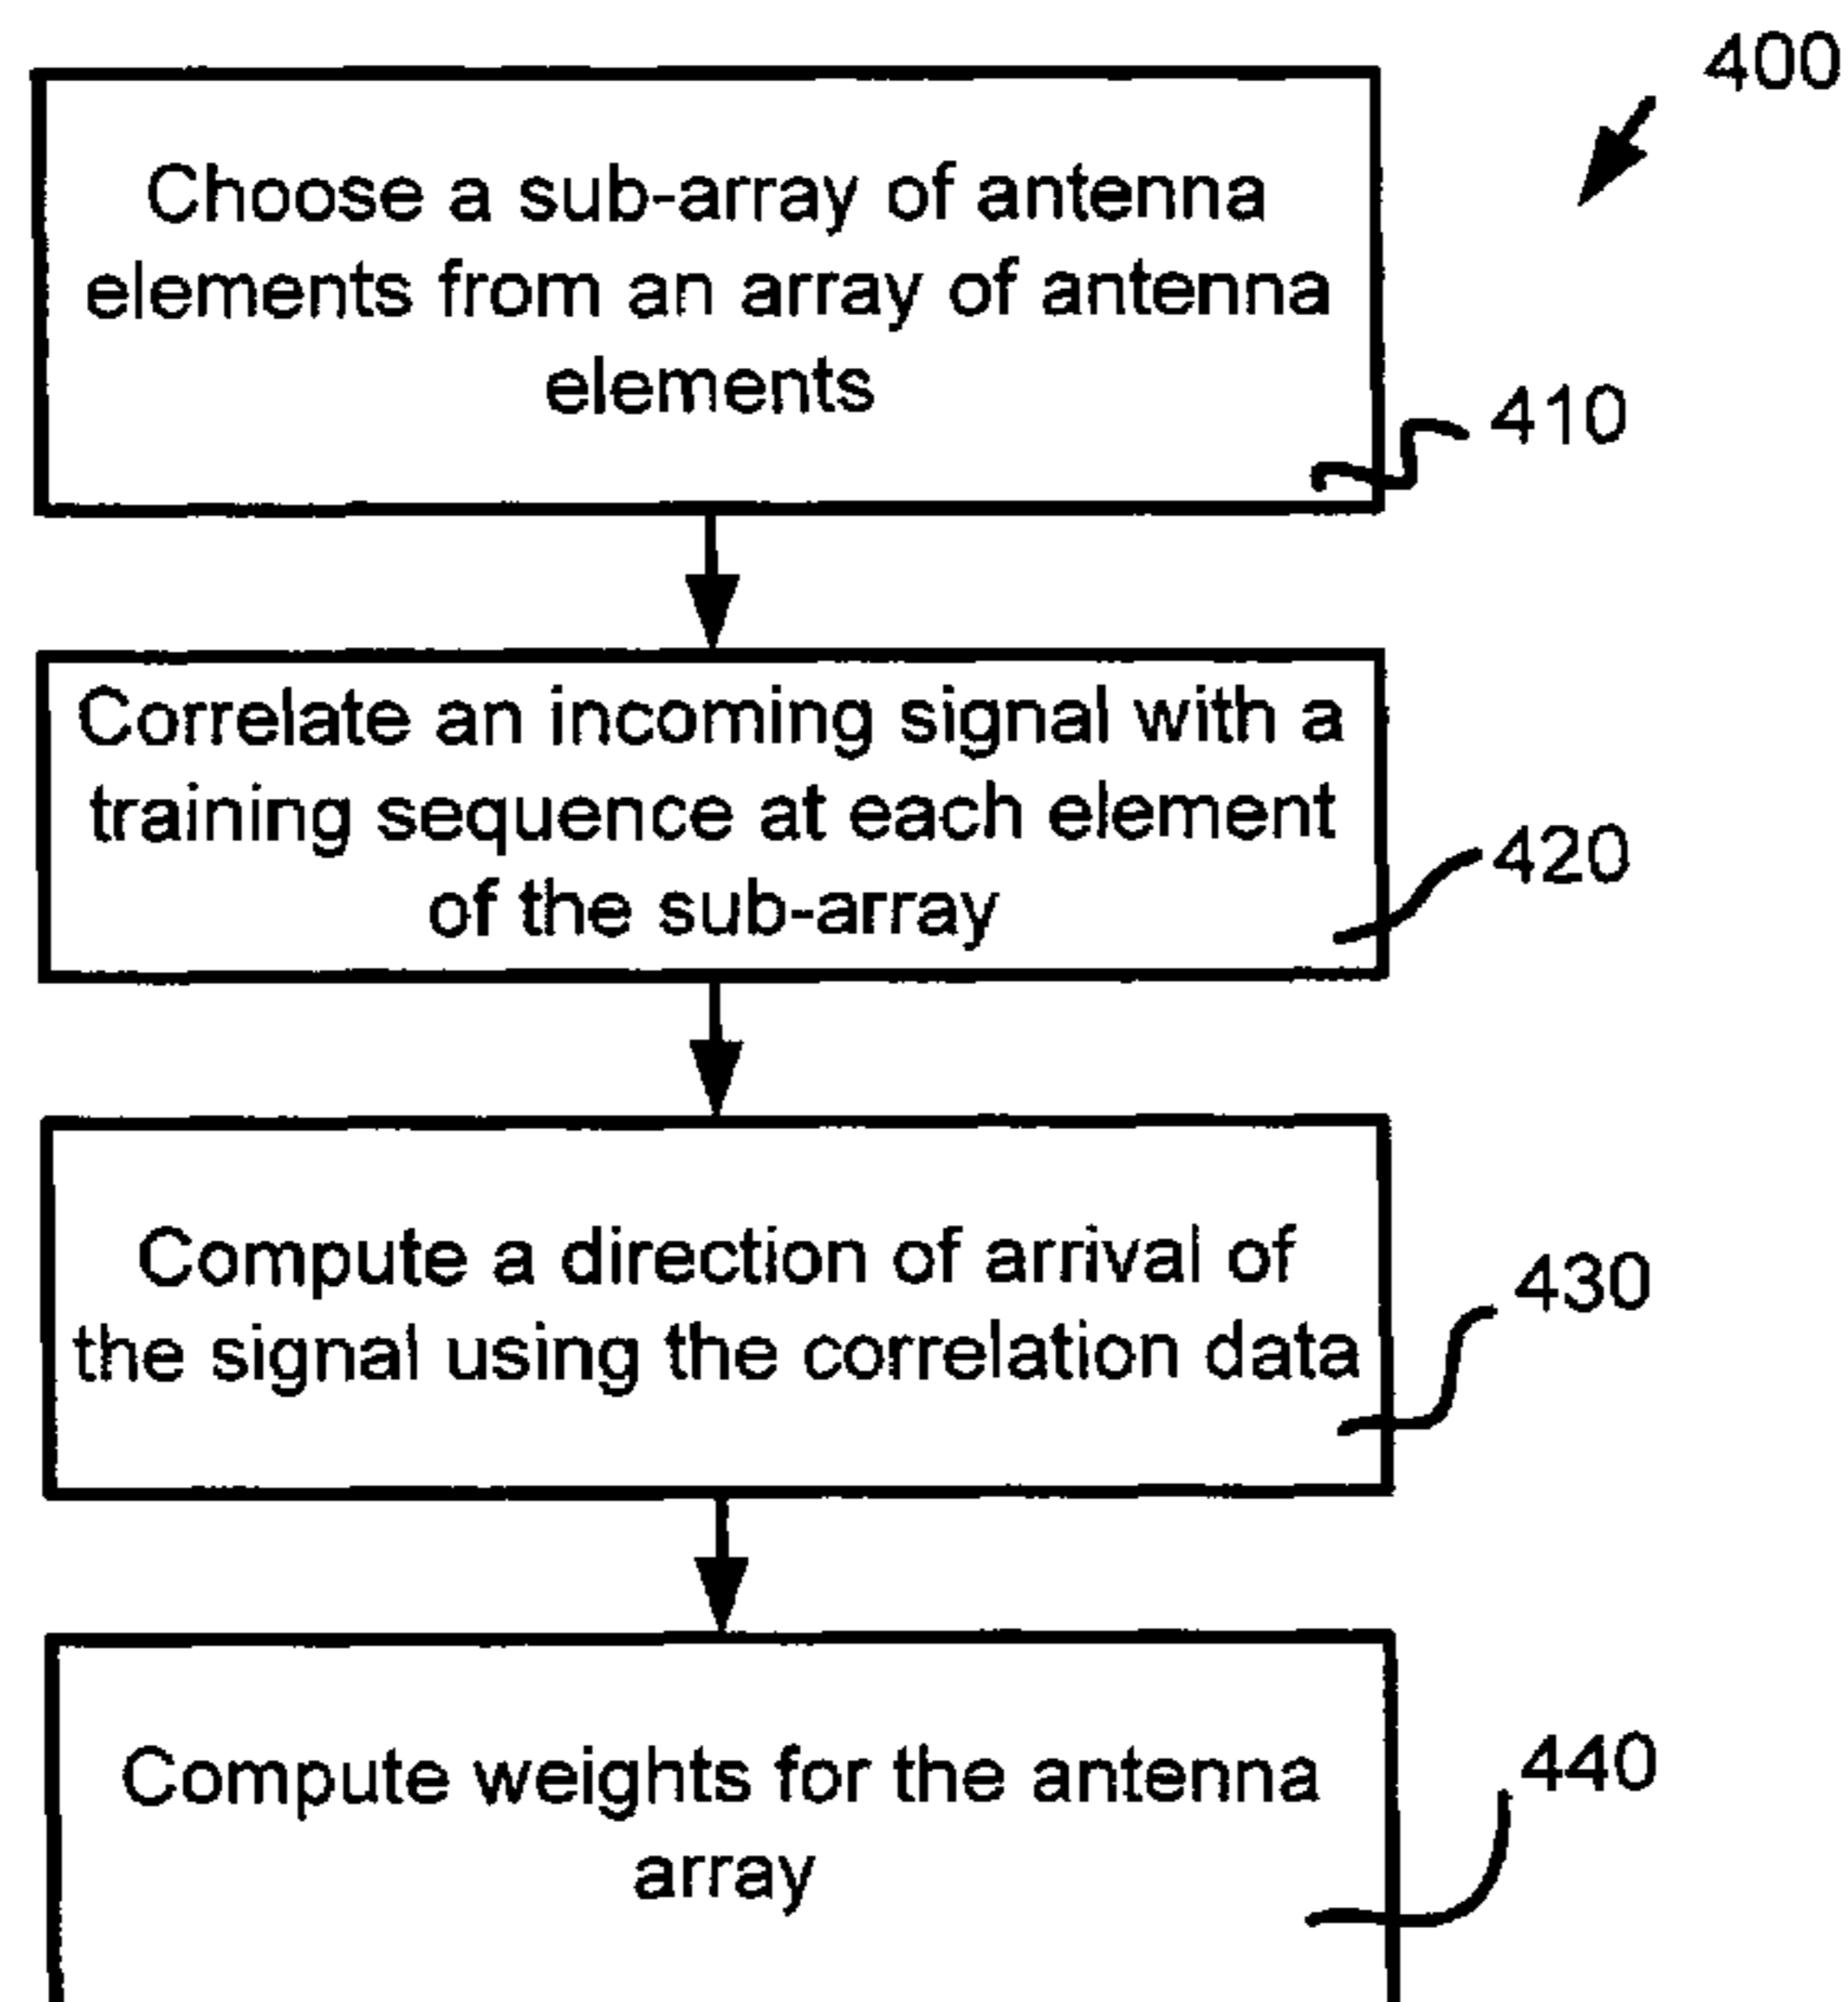 400
Choose a sub-array of antenna
elements from an array of antenna
elements
410
Correlate an incoming signal with a
training sequence at each element
of the sub-array
420
Compute a direction of arrival of
the signal using the correlation data
430
Compute weights for the antenna
array
440